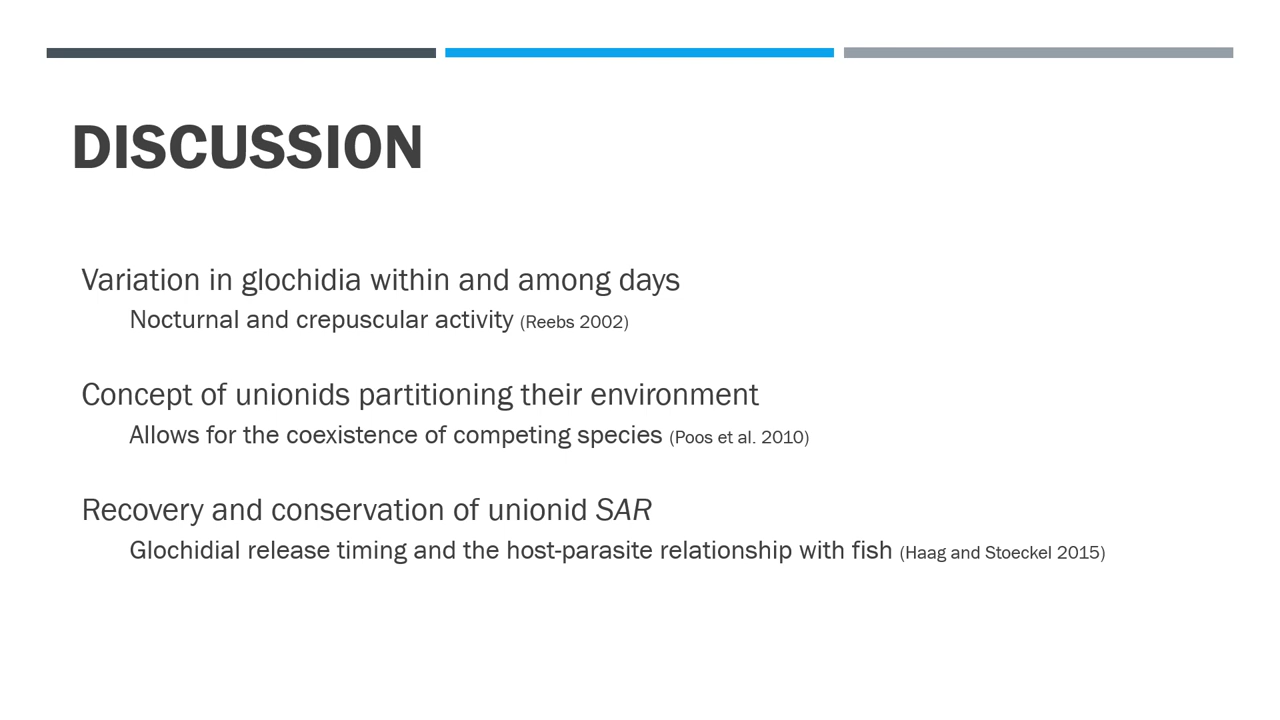 DISCUSSION
Variation in glochidia within and among days
Nocturnal and crepuscular activity (Reebs 2002)
Concept of unionids partitioning their environment
Allows for the coexistence of competing species (Poos et al. 2010)
Recovery and conservation of unionid SAR
Glochidial release timing and the host-parasite relationship with fish (Haag and Stoeckel 2015)